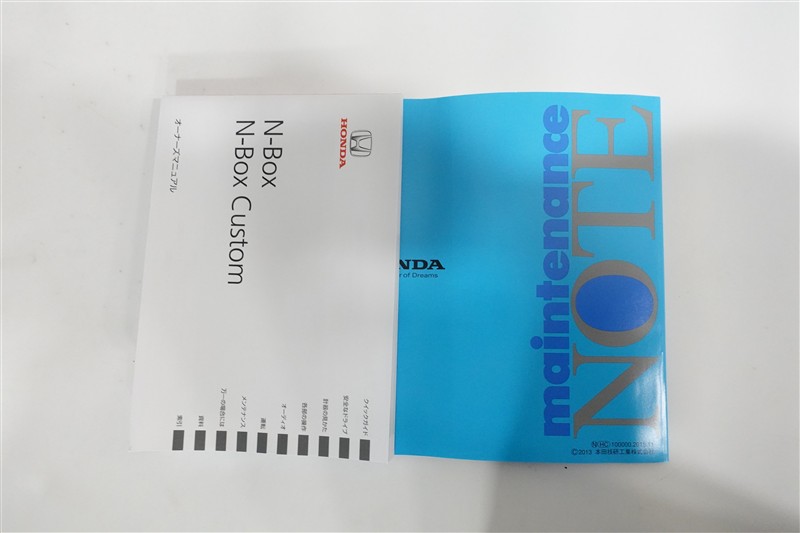 HONDA
N-Box
N-Box Custom
オーナーズマニュアル
クイックガイド
安全なドライブ
計器の見かた
各部の操作
オーディオ
運転
メンテナンス
万一の場合には
資料
索引
maintenance
NOTE
NDA
of Dreams
©2013 本田技研工業株式会社